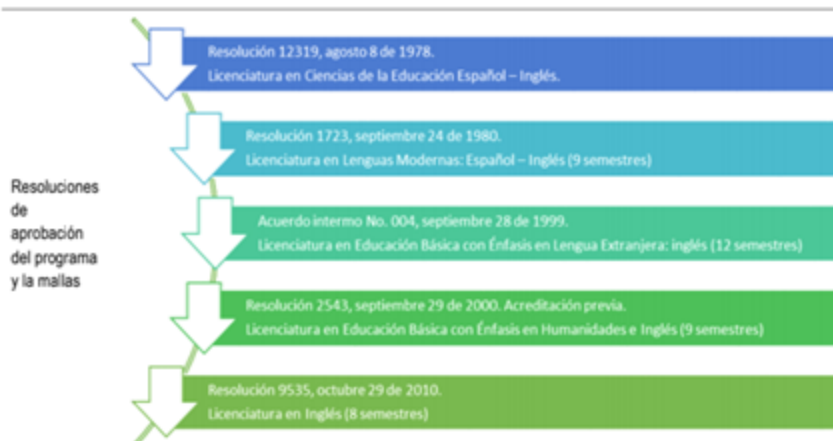 Resoluciones
de
aprobación
del programa
y la mallas
Resolución 12319, agosto 8 de 1978.
Licenciatura en Ciencias de la Educación Español – Inglés.
Resolución 1723, septiembre 24 de 1980.
Licenciatura en Lenguas Modernas: Español – Inglés (9 semestres)
Acuerdo intermo No. 004, septiembre 28 de 1999.
Licenciatura en Educación Básica con Énfasis en Lengua Extranjera: inglés (12 semestres)
Resolución 2543, septiembre 29 de 2000. Acreditación previa.
Licenciatura en Educación Básica con Énfasis en Humanidades e Inglés (9 semestres)
Resolución 9535, octubre 29 de 2010.
Licenciatura en Inglés (8 semestres)